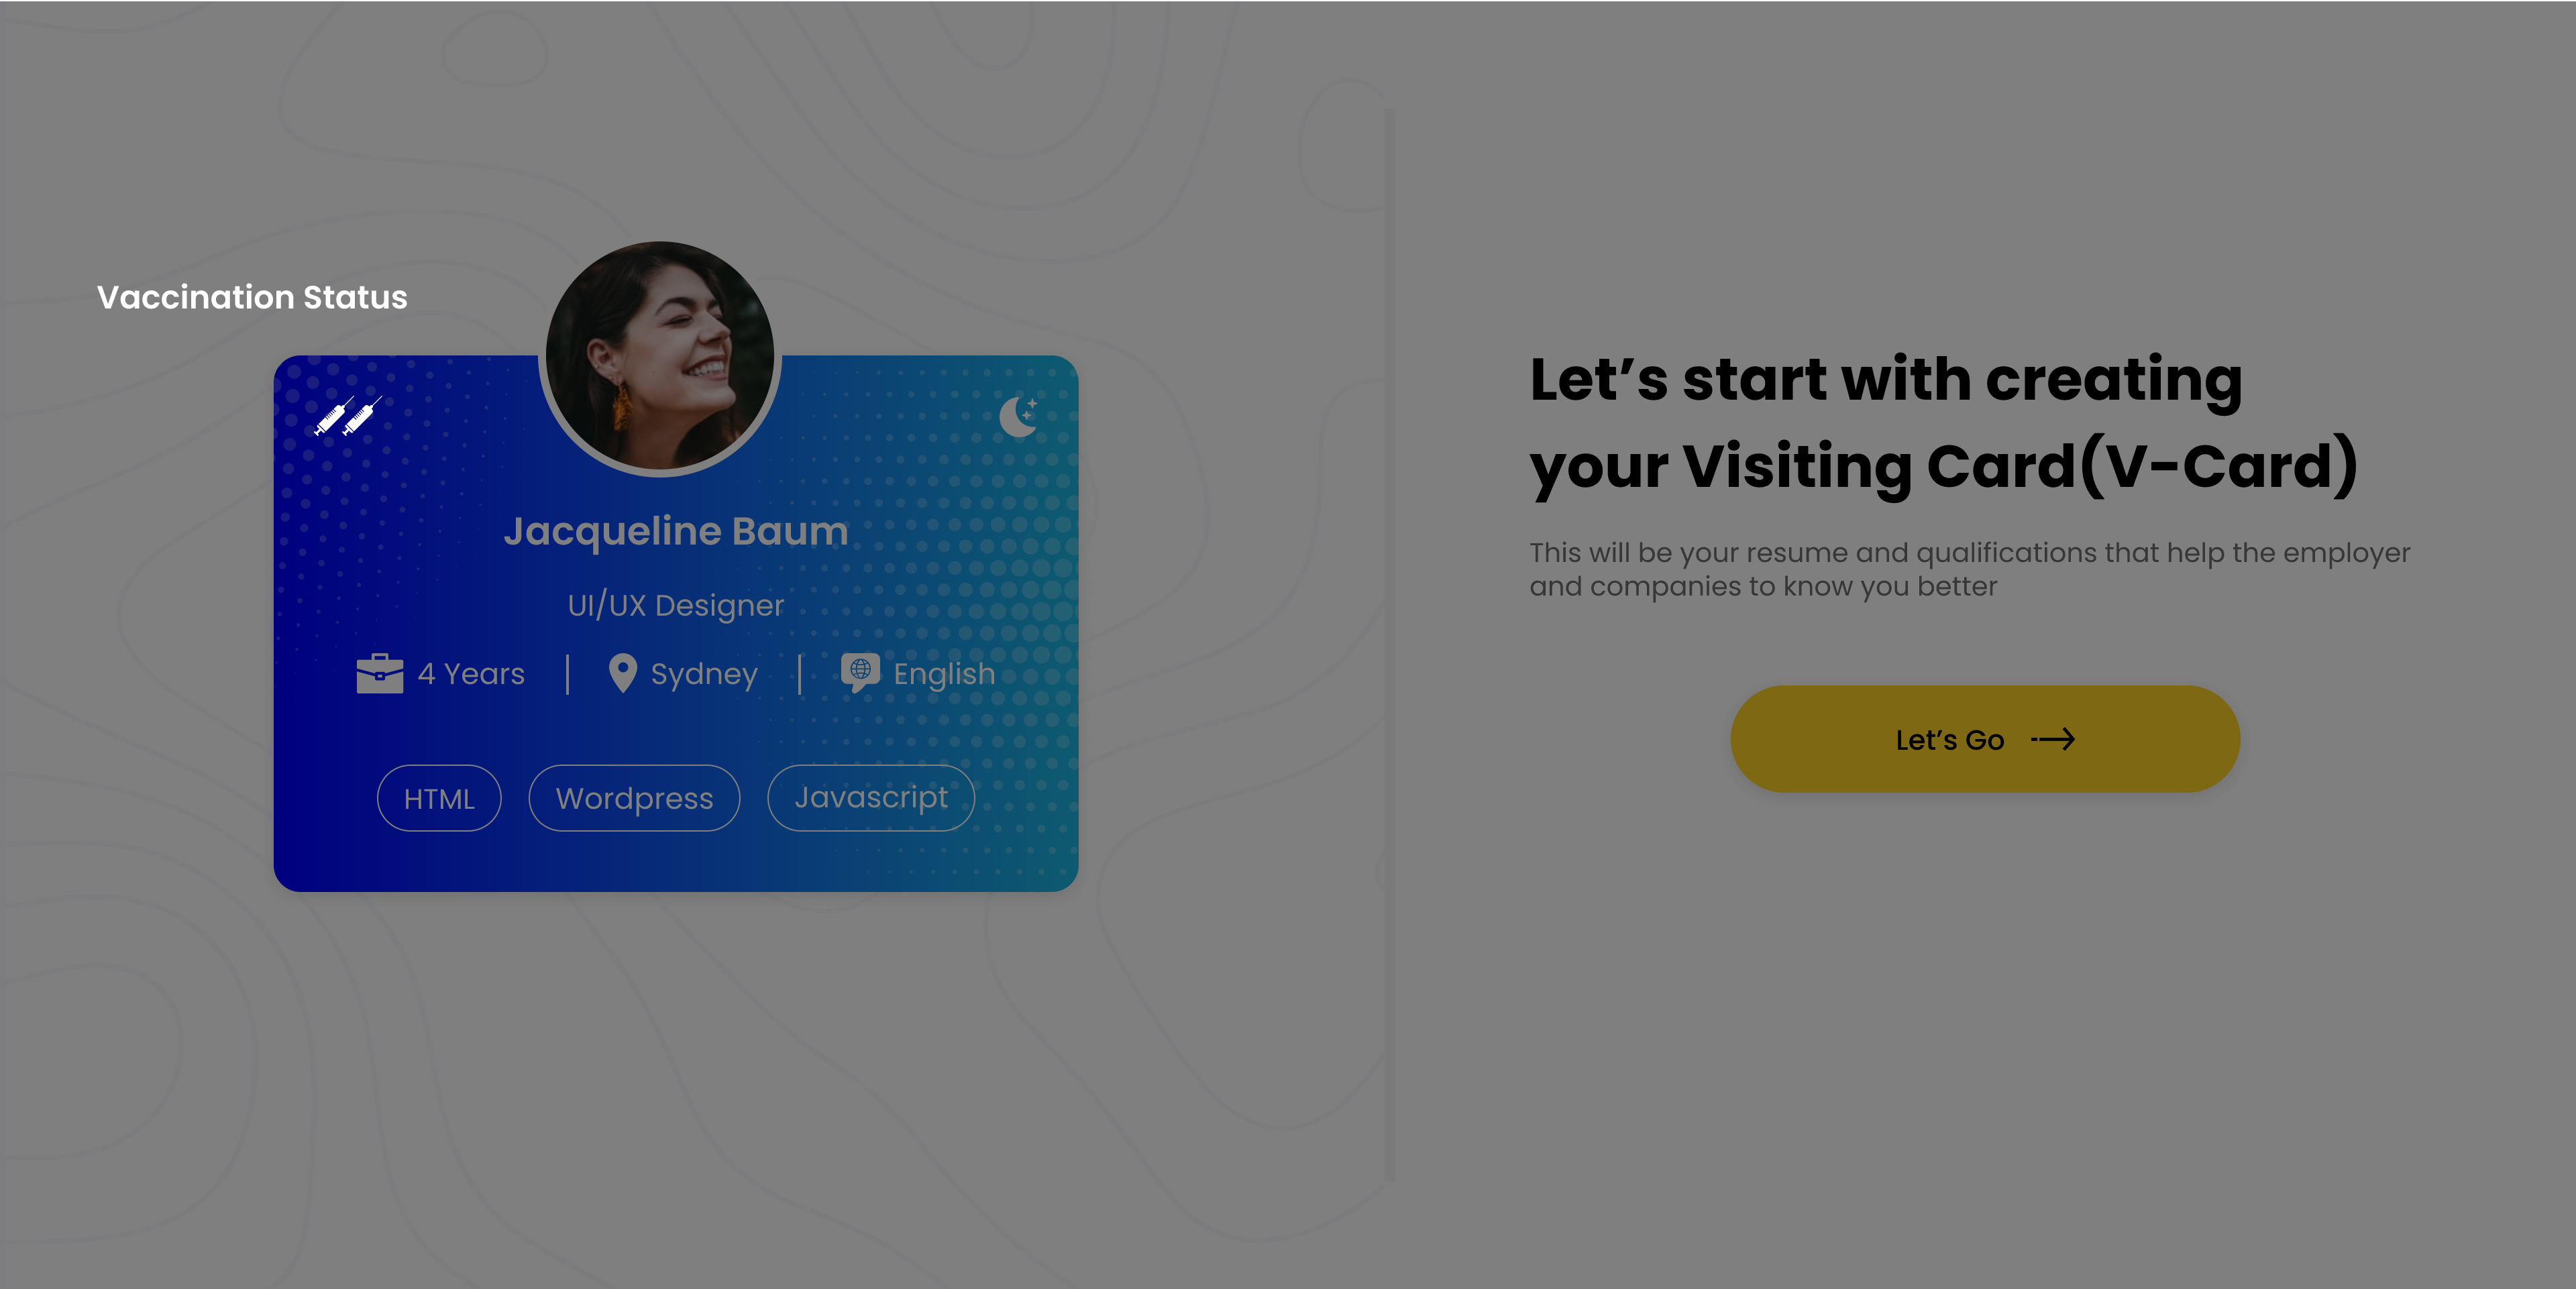 Vaccination Status
Jacqueline Baum
UI/UX Designer
4 Years | Sydney | English
HTML Wordpress Javascript
Let’s start with creating
your Visiting Card(V-Card)
This will be your resume and qualifications that help the employer
and companies to know you better
Let’s Go